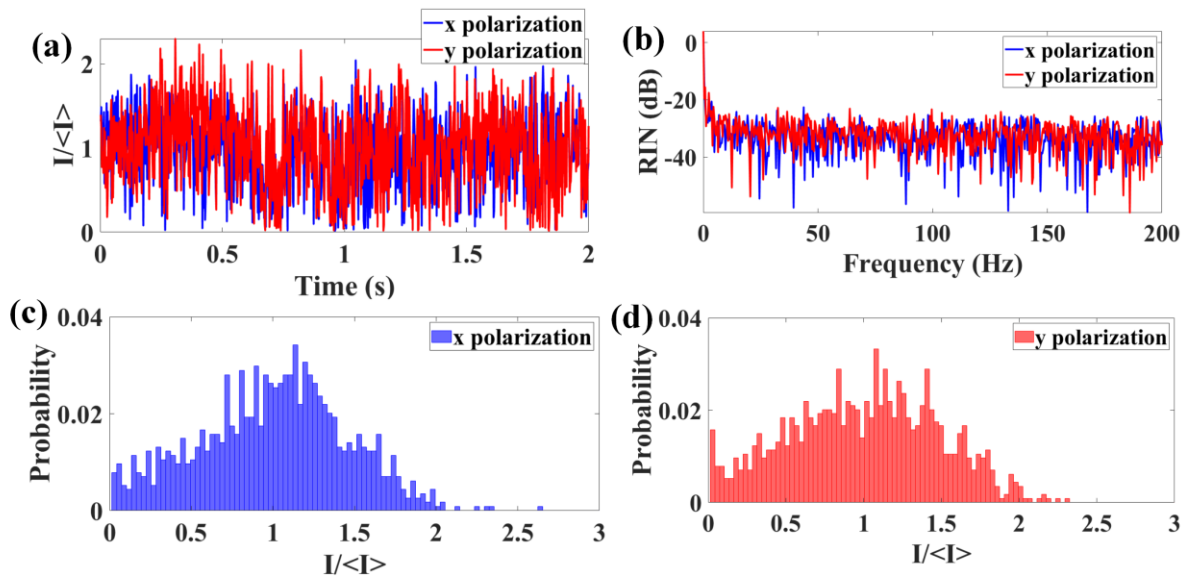 (a)
x polarization
y polarization
2
1
0
I/<I>
0
0.5
1
1.5
2
Time (s)
(b)
x polarization
y polarization
0
-20
-40
RIN (dB)
0
50
100
150
200
Frequency (Hz)
(c)
x polarization
0.04
0.02
0
Probability
0
0.5
1
1.5
2
2.5
3
I/<I>
(d)
y polarization
0.04
0.02
0
Probability
0
0.5
1
1.5
2
2.5
3
I/<I>